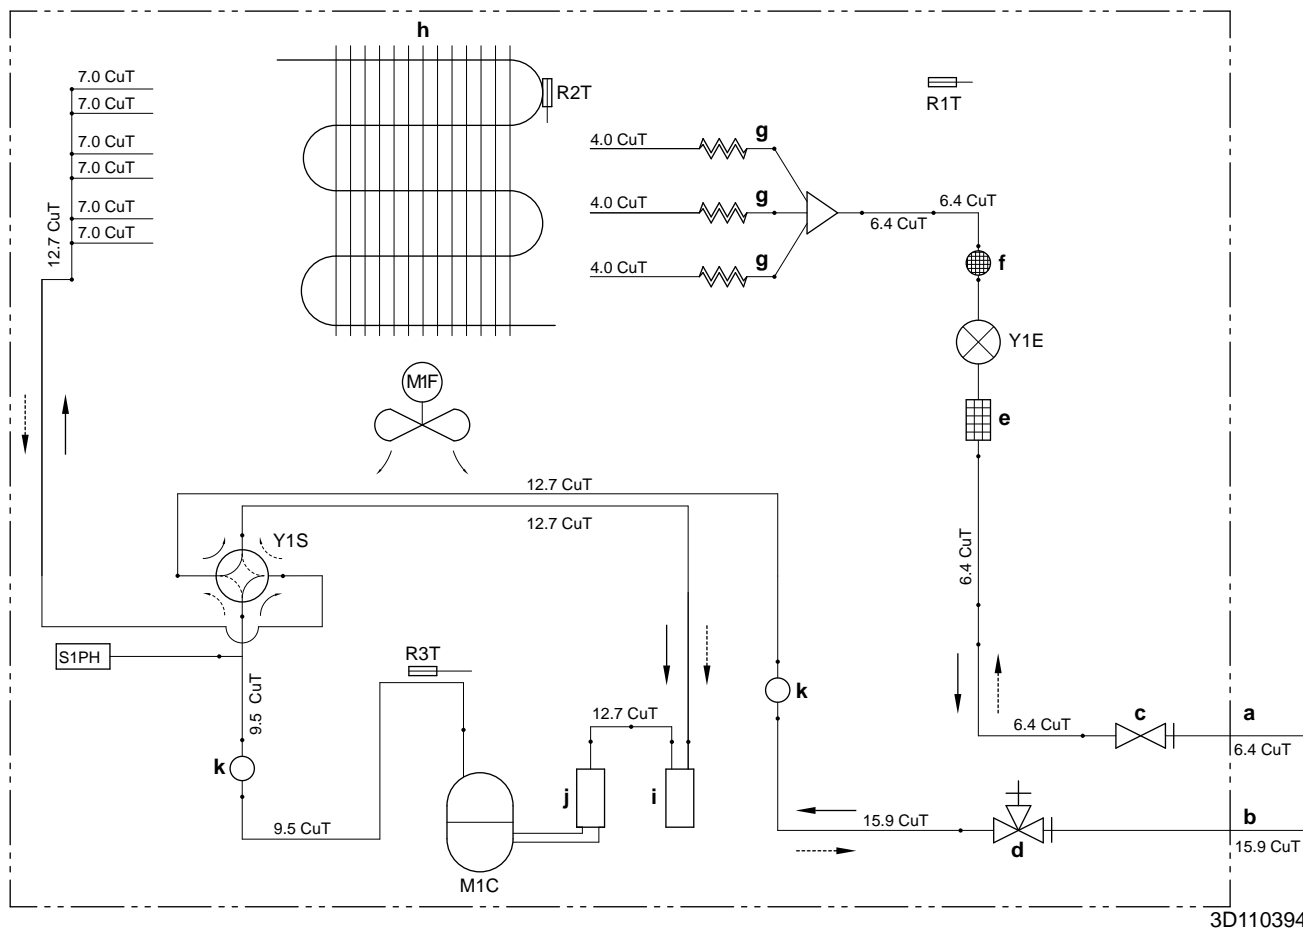 h
7.0 CuT
7.0 CuT
7.0 CuT
7.0 CuT
7.0 CuT
7.0 CuT
12.7 CuT
R2T
R1T
4.0 CuT
g
4.0 CuT
g
4.0 CuT
g
6.4 CuT
6.4 CuT
f
Y1E
e
M1F
12.7 CuT
12.7 CuT
Y1S
6.4 CuT
S1PH
R3T
9.5 CuT
k
k
12.7 CuT
6.4 CuT
c
a
6.4 CuT
j
i
9.5 CuT
15.9 CuT
d
b
15.9 CuT
M1C
3D110394